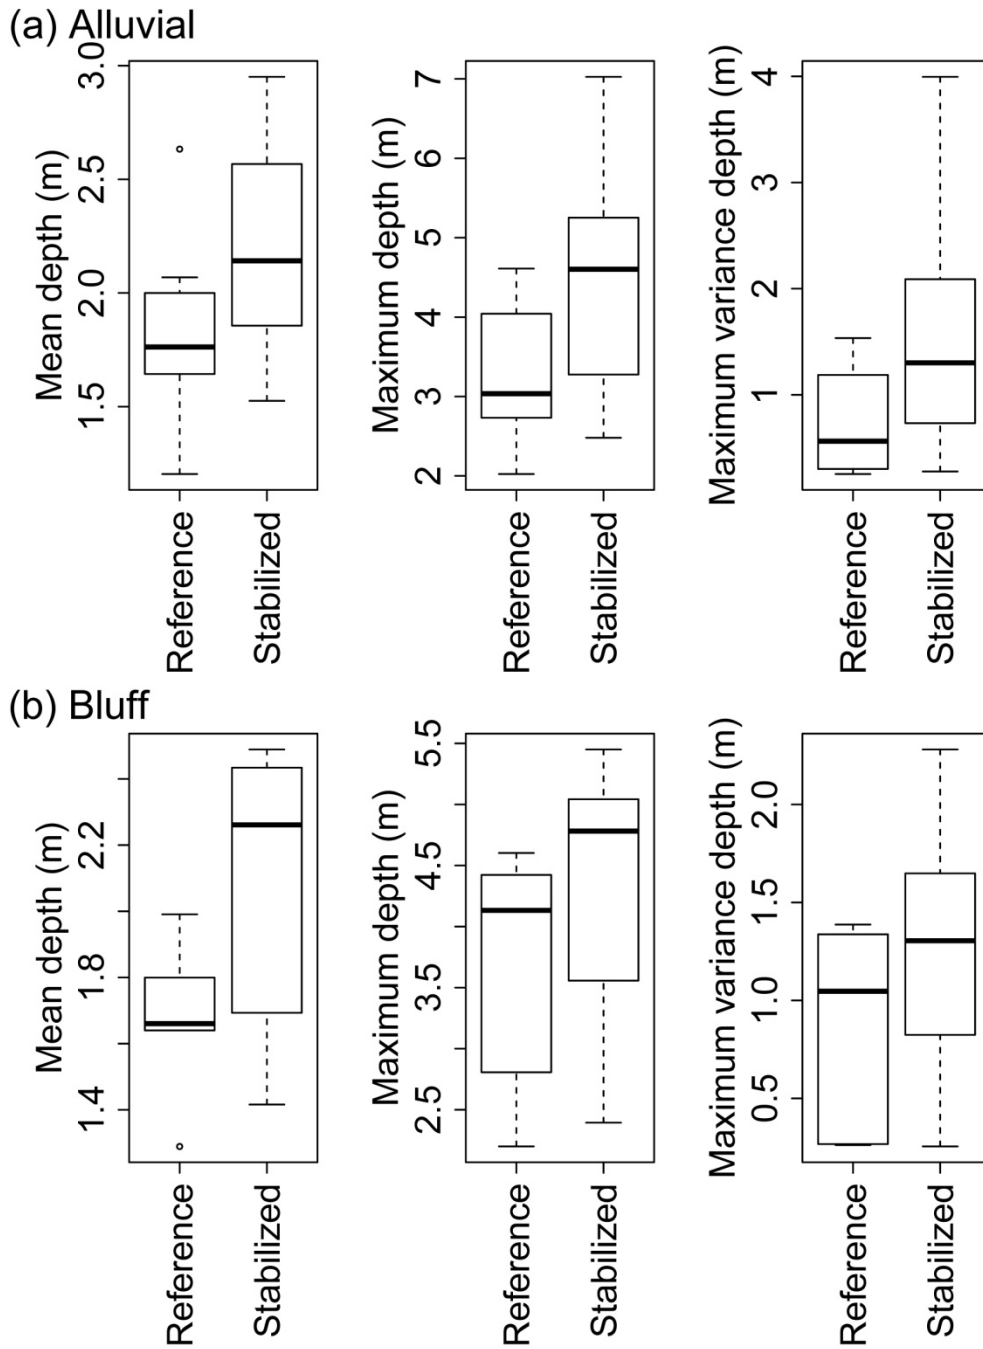 (a) Alluvial
Mean depth (m)
3.0
2.5
2.0
1.5
Reference
Stabilized
Maximum depth (m)
7
6
5
4
3
2
Reference
Stabilized
Maximum variance depth (m)
4
3
2
1
Reference
Stabilized
(b) Bluff
Mean depth (m)
2.2
1.8
1.4
Reference
Stabilized
Maximum depth (m)
5.5
4.5
3.5
2.5
Reference
Stabilized
Maximum variance depth (m)
2.0
1.5
1.0
0.5
Reference
Stabilized